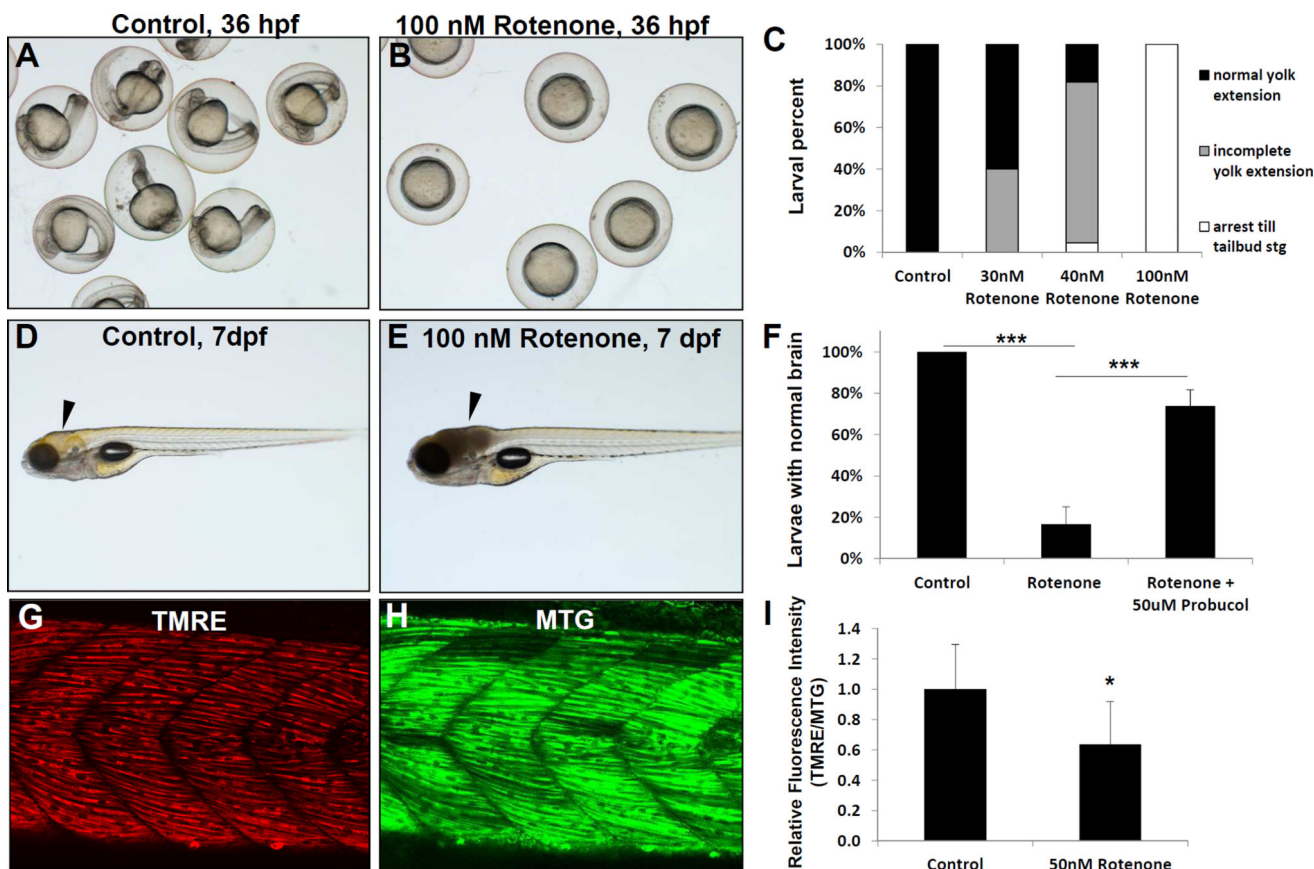 Control, 36 hpf
100 nM Rotenone, 36 hpf
A
B
C
100%
80%
60%
40%
20%
0%
Larval percent
Control
30nM
Rotenone
40nM
Rotenone
100nM
Rotenone
normal yolk
extension
incomplete
yolk extension
arrest till
tailbud stg
D
Control, 7dpf
E
100 nM Rotenone, 7 dpf
F
100%
80%
60%
40%
20%
0%
Larvae with normal brain
***
***
Control
Rotenone
Rotenone +
50uM Probucol
G
TMRE
H
MTG
I
1.4
1.2
1.0
0.8
0.6
0.4
0.2
0.0
Relative Fluorescence Intensity
(TMRE/MTG)
*
Control
50nM Rotenone